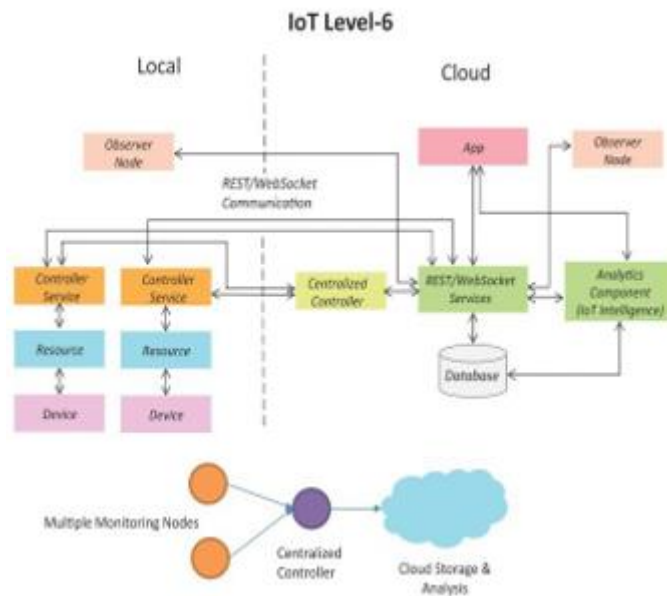 IoT Level-6
Local
Cloud
Observer
Node
App
Observer
Node
REST/WebSocket
Communication
Controller
Service
Controller
Service
Centralized
Controller
REST/WebSocket
Services
Analytics
Component
(IoT Intelligence)
Resource
Resource
Database
Device
Device
Multiple Monitoring Nodes
Centralized
Controller
Cloud Storage &
Analysis